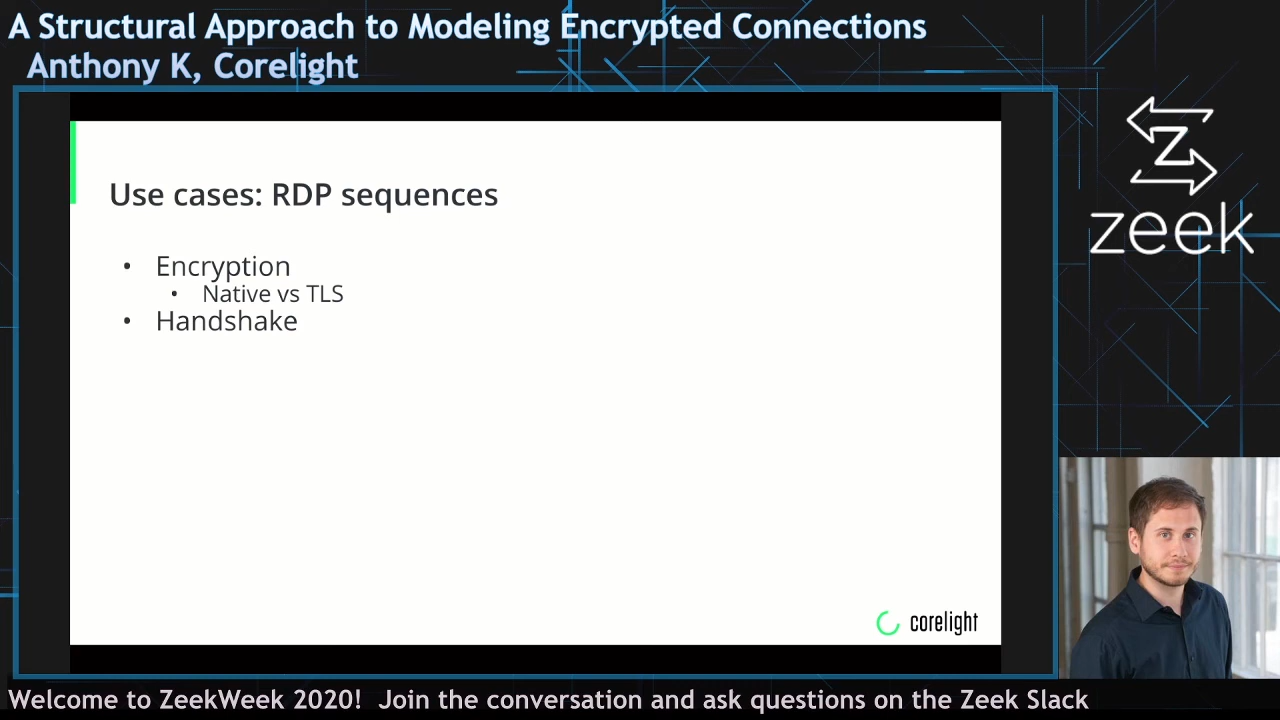 A Structural Approach to Modeling Encrypted Connections
Anthony K, Corelight
Use cases: RDP sequences
• Encryption
• Native vs TLS
• Handshake
corelight
Z
zeek
Welcome to ZeekWeek 2020! Join the conversation and ask questions on the Zeek Slack